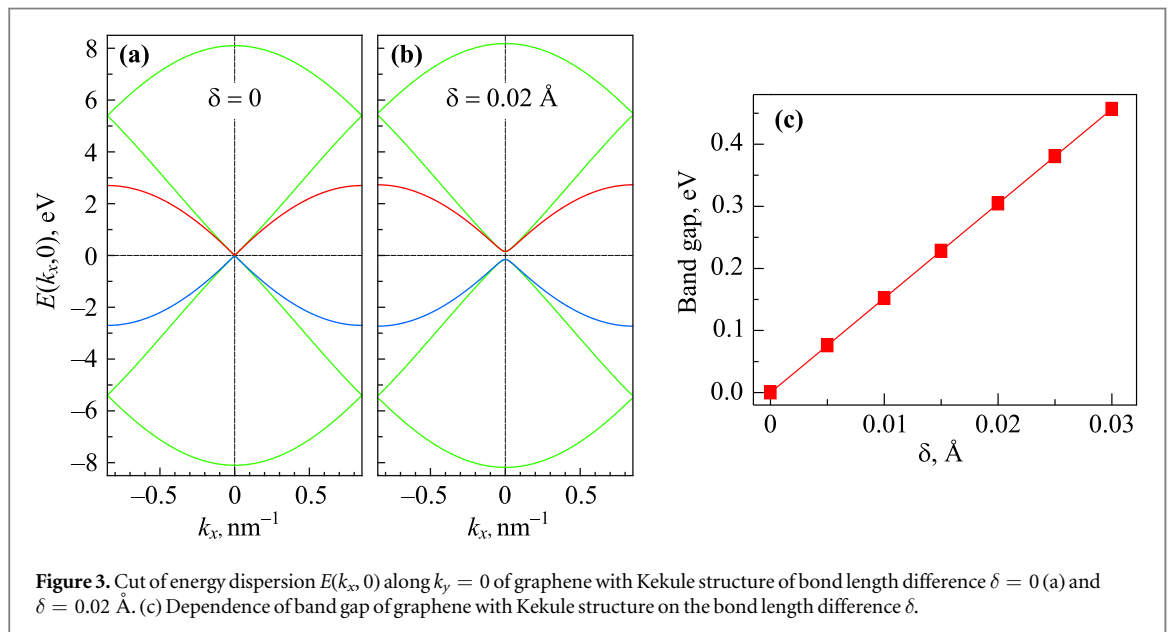 (a)
δ = 0
8
6
4
2
0
−2
−4
−6
−8
E(kx,0), eV
−0.5
0
0.5
kx, nm−1
(b)
δ = 0.02 Å
−0.5
0
0.5
kx, nm−1
(c)
0.4
0.3
0.2
0.1
0.0
Band gap, eV
0
0.01
0.02
0.03
δ, Å
Figure 3. Cut of energy dispersion E(kx, 0) along ky = 0 of graphene with Kekule structure of bond length difference δ = 0 (a) and
δ = 0.02 Å. (c) Dependence of band gap of graphene with Kekule structure on the bond length difference δ.